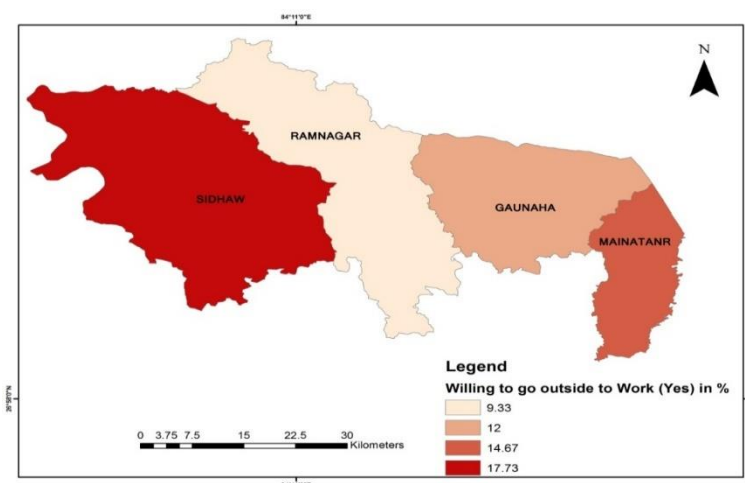 84°11'0"E
N
RAMNAGAR
SIDHAW
GAUNAHA
MAINATANR
Legend
Willing to go outside to Work (Yes) in %
9.33
12
14.67
17.73
0 3.75 7.5 15 22.5 30
Kilometers